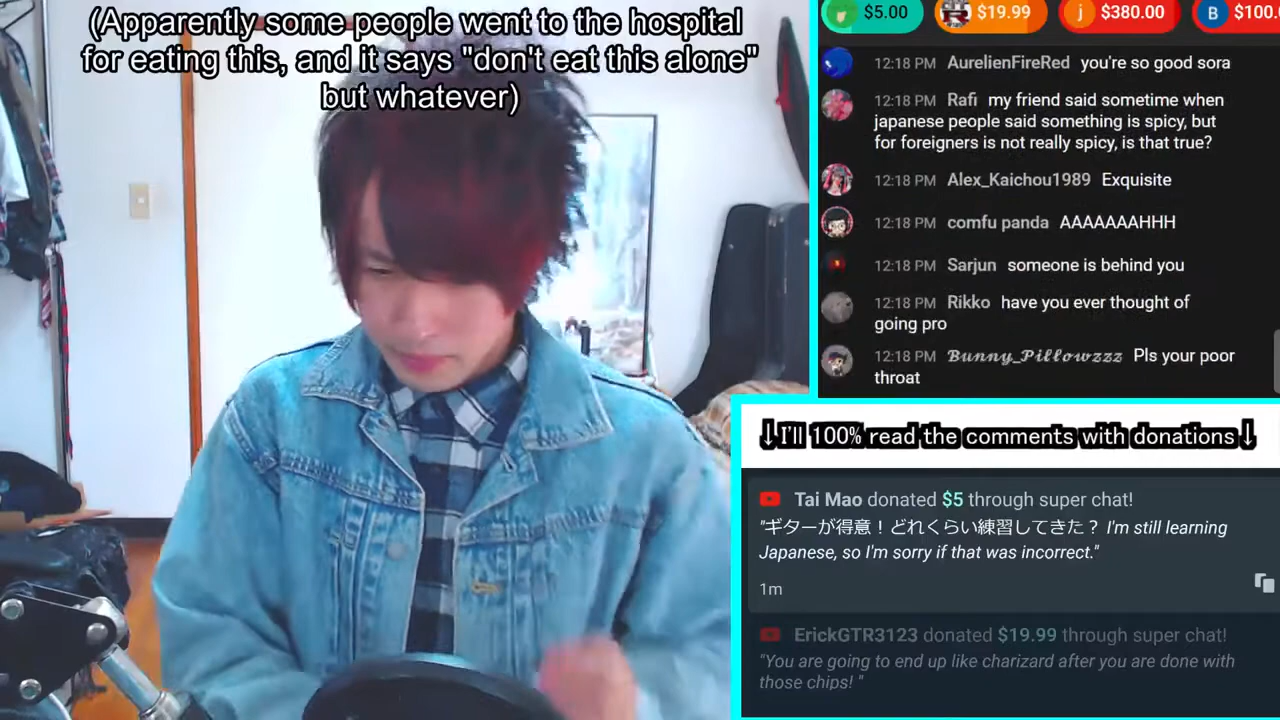 (Apparently some people went to the hospital
for eating this, and it says "don't eat this alone"
but whatever)
$5.00
$19.99
j $380.00
B $100.
12:18 PM AurelienFireRed you're so good sora
12:18 PM Rafi my friend said sometime when
japanese people said something is spicy, but
for foreigners is not really spicy, is that true?
12:18 PM Alex_Kaichou1989 Exquisite
12:18 PM comfu panda AAAAAAAHHH
12:18 PM Sarjun someone is behind you
12:18 PM Rikko have you ever thought of
going pro
12:18 PM 𝓑𝓾𝓷𝓷𝔂_𝓟𝓲𝓵𝓵𝓸𝔀𝔃𝔃𝔃 Pls your poor
throat
↓I'll 100% read the comments with donations↓
Tai Mao donated $5 through super chat!
"ギターが得意！どれくらい練習してきた？ I'm still learning
Japanese, so I'm sorry if that was incorrect."
1m
ErickGTR3123 donated $19.99 through super chat!
"You are going to end up like charizard after you are done with
those chips! "